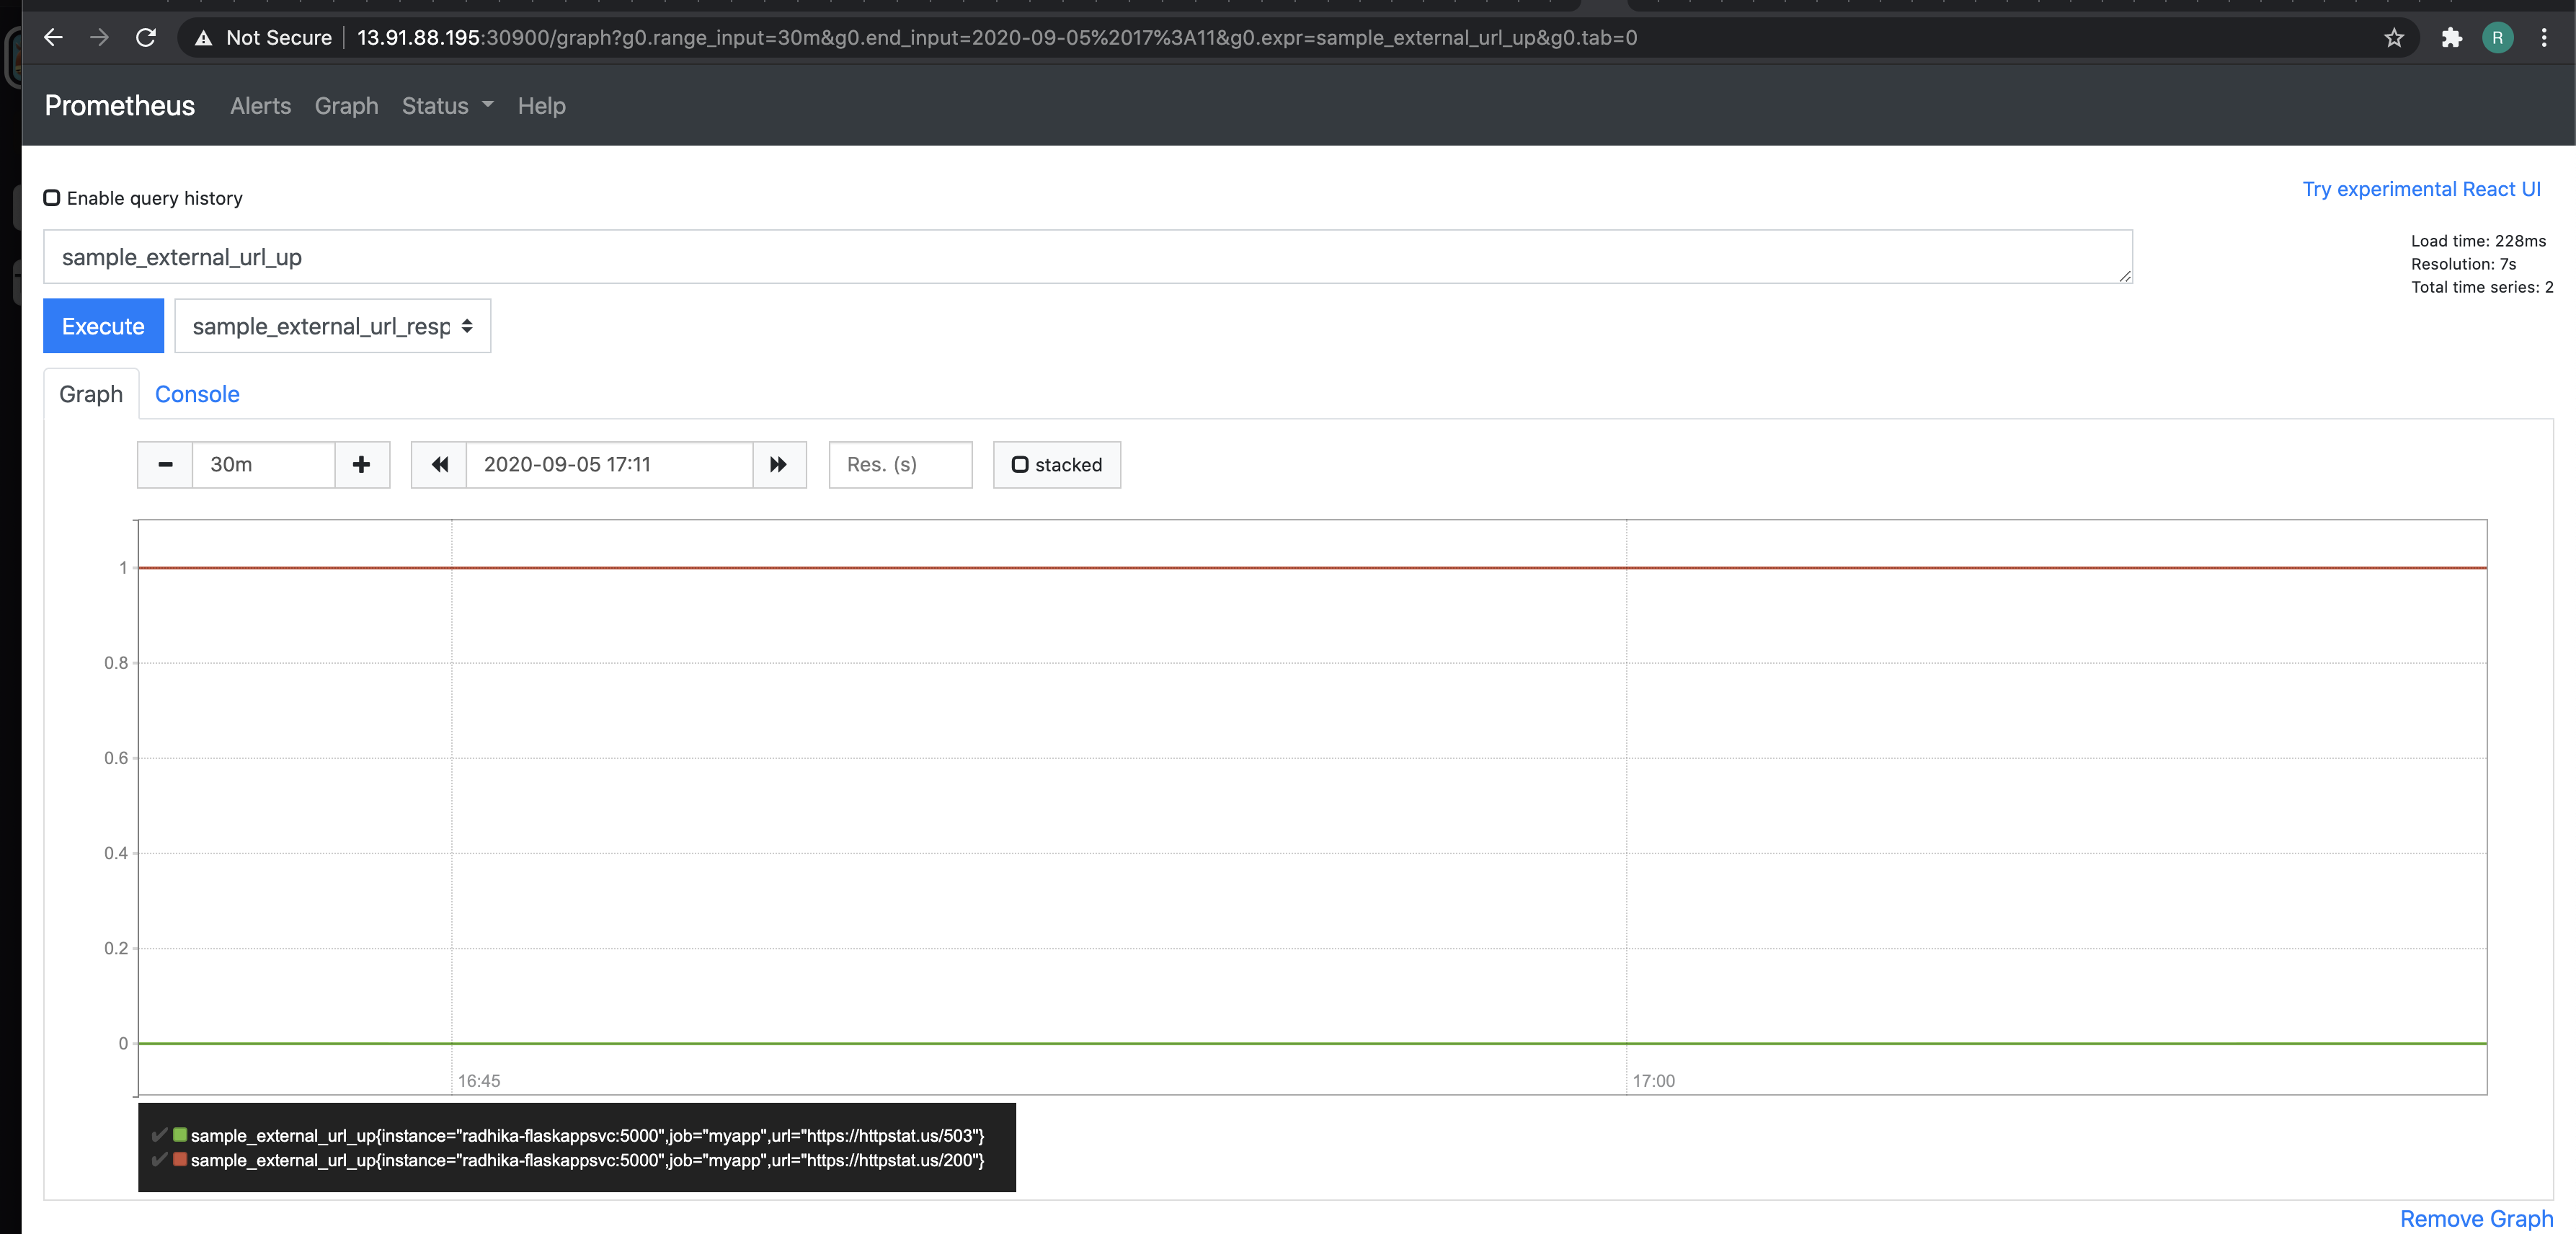 Not Secure 13.91.88.195:30900/graph?g0.range_input=30m&g0.end_input=2020-09-05%2017%3A11&g0.expr=sample_external_url_up&g0.tab=0 R
Prometheus Alerts Graph Status Help
Enable query history
Try experimental React UI
sample_external_url_up
Load time: 228ms
Resolution: 7s
Total time series: 2
Execute sample_external_url_resp
Graph Console
30m 2020-09-05 17:11 Res. (s) stacked
1
0.8
0.6
0.4
0.2
0
16:45 17:00
sample_external_url_up{instance="radhika-flaskappsvc:5000",job="myapp",url="https://httpstat.us/503"}
sample_external_url_up{instance="radhika-flaskappsvc:5000",job="myapp",url="https://httpstat.us/200"}
Remove Graph